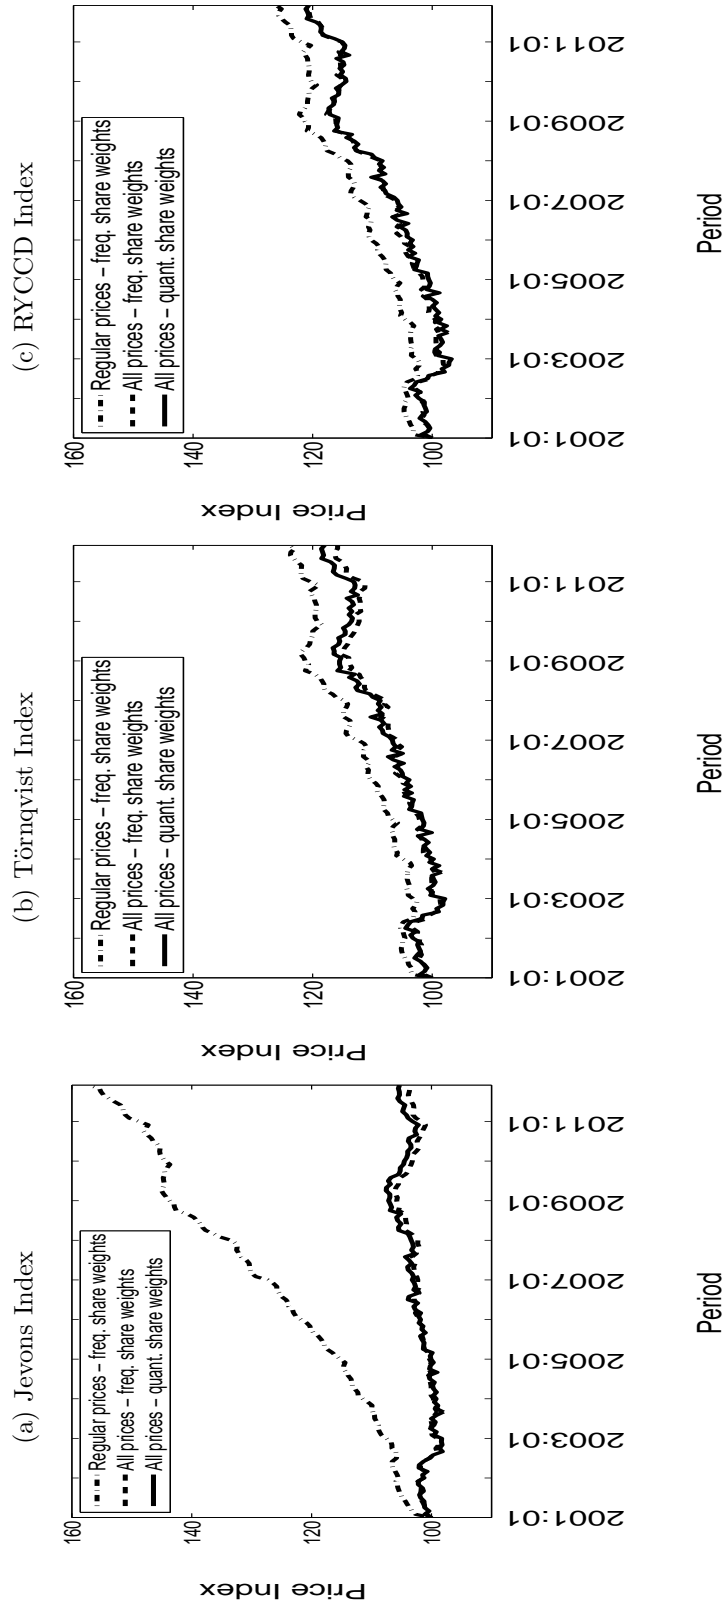 (a) Jevons Index
160
140
120
100
Price Index
Regular prices − freq. share weights
All prices − freq. share weights
All prices − quant. share weights
2001:01
2003:01
2005:01
2007:01
2009:01
2011:01
Period
(b) Törnqvist Index
160
140
120
100
Price Index
Regular prices − freq. share weights
All prices − freq. share weights
All prices − quant. share weights
2001:01
2003:01
2005:01
2007:01
2009:01
2011:01
Period
(c) RYCCD Index
160
140
120
100
Price Index
Regular prices − freq. share weights
All prices − freq. share weights
All prices − quant. share weights
2001:01
2003:01
2005:01
2007:01
2009:01
2011:01
Period